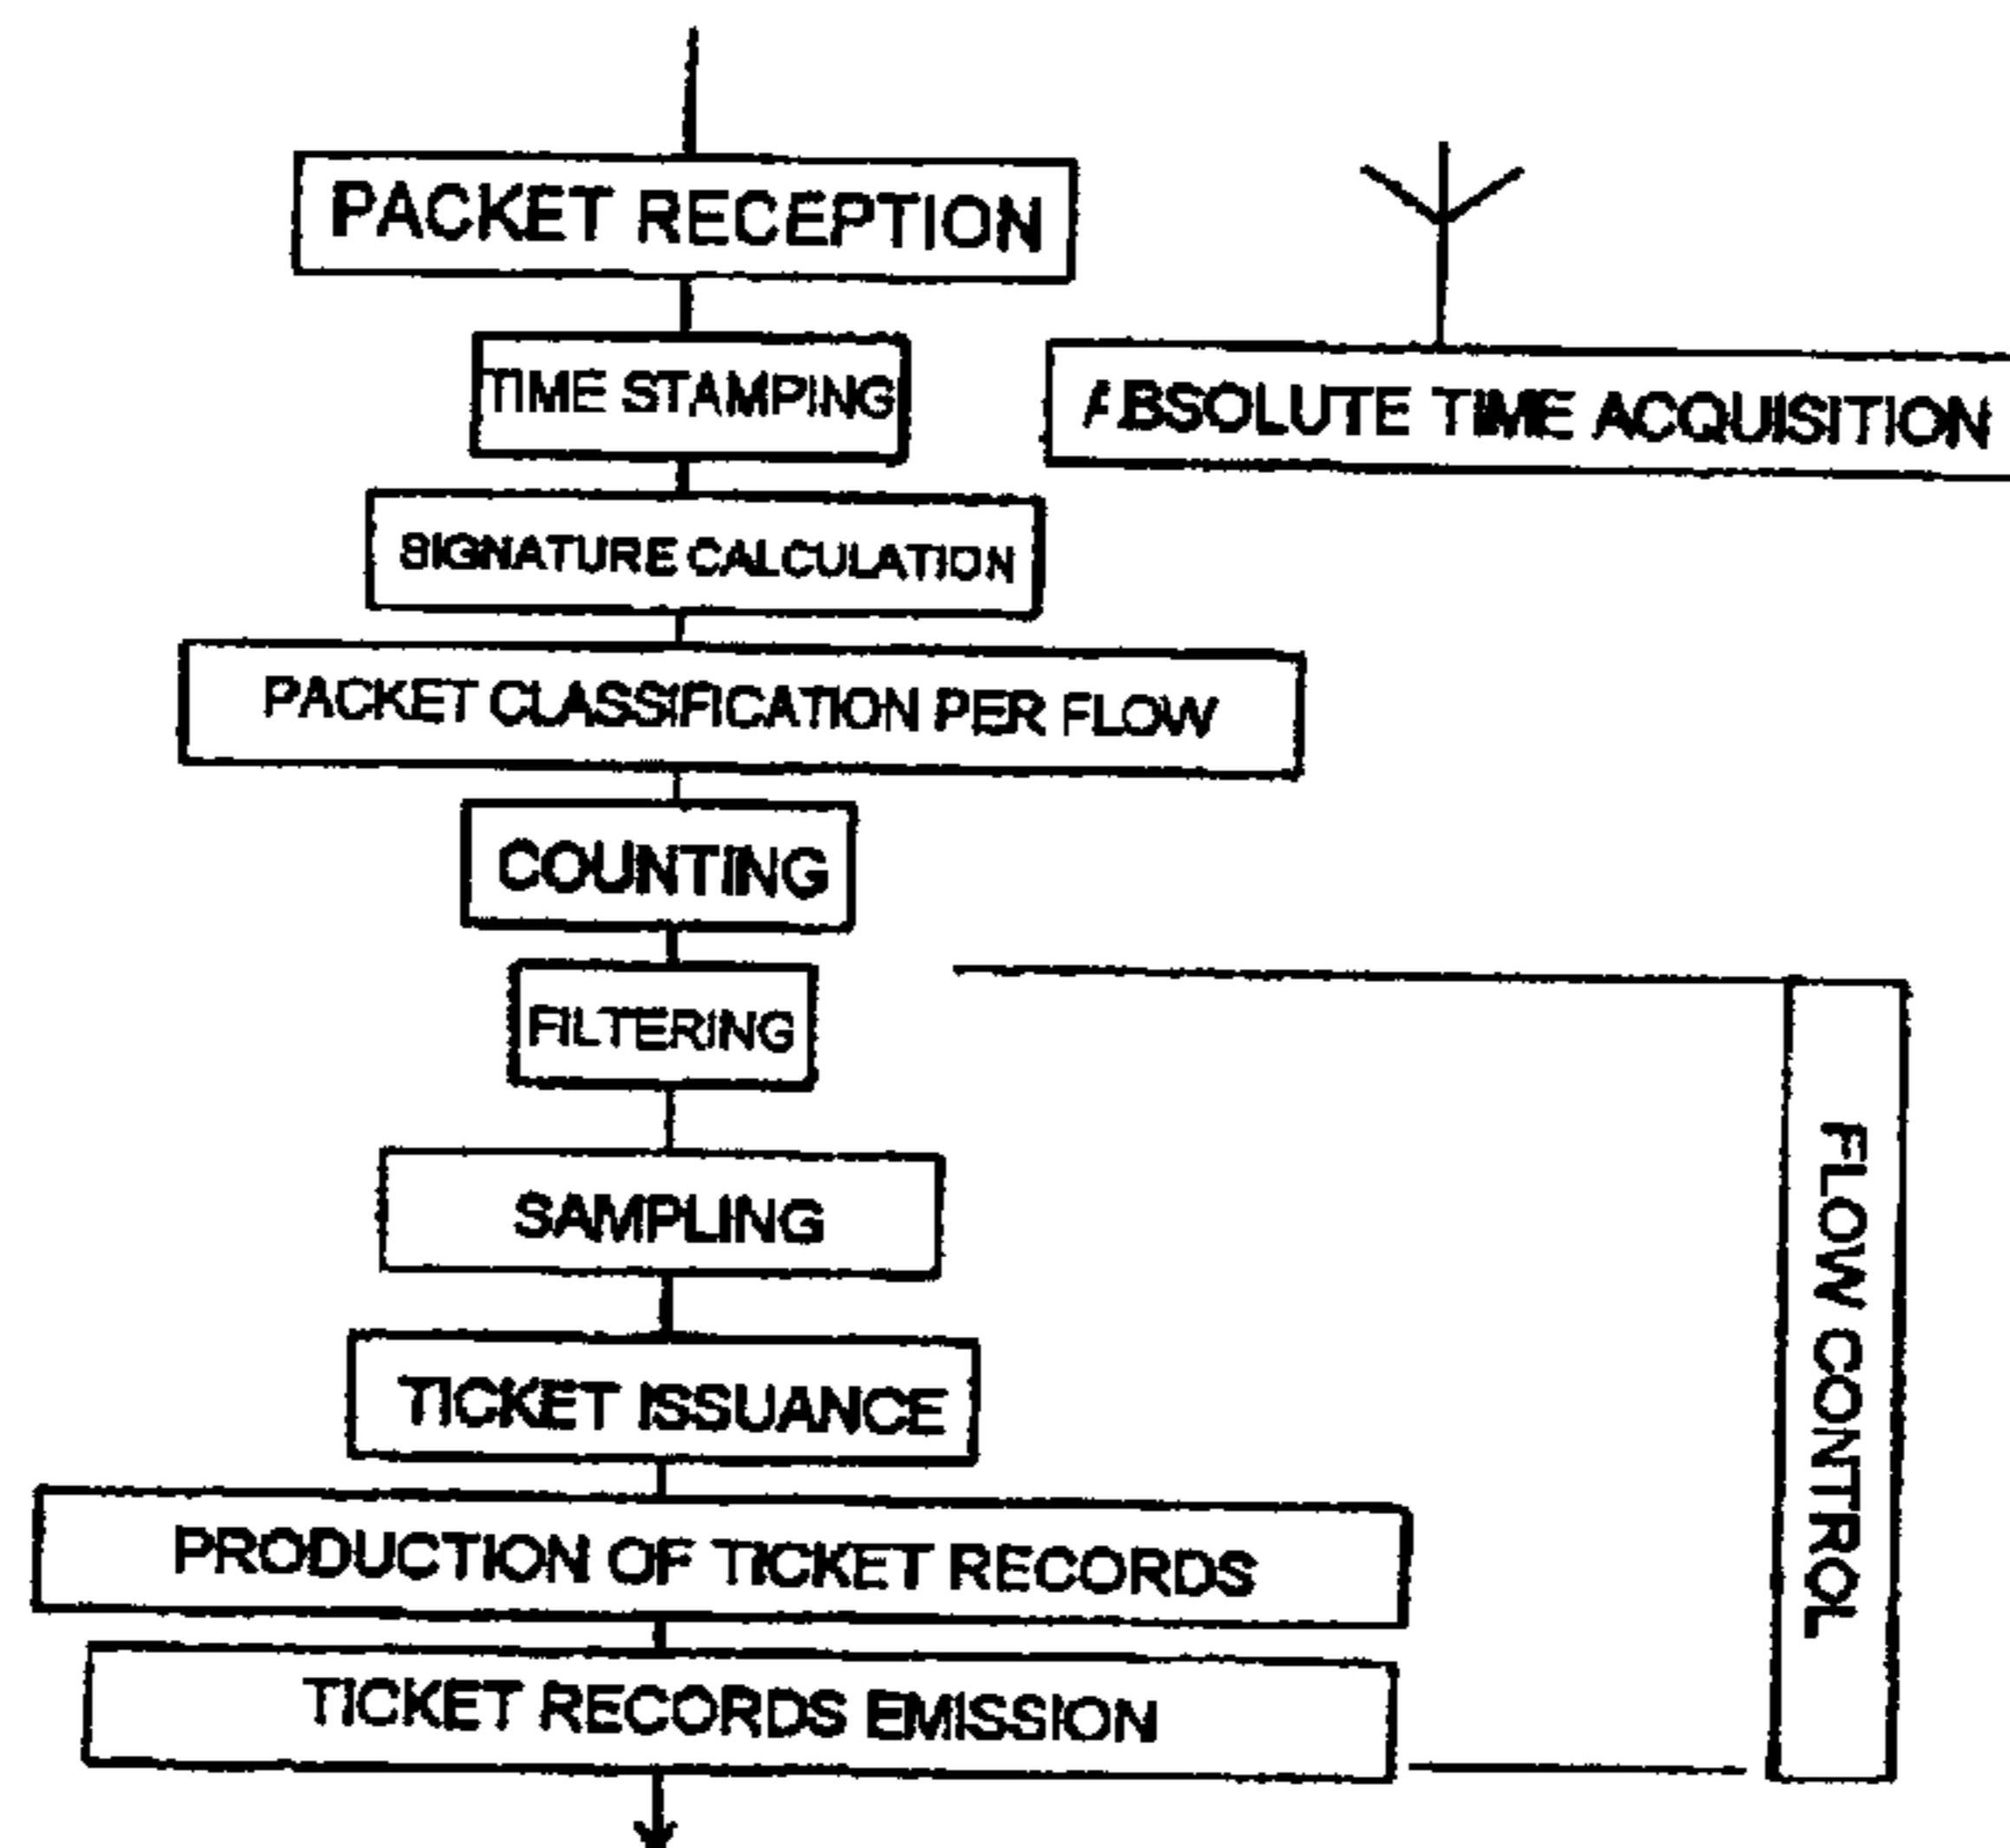 PACKET RECEPTION
TIME STAMPING
ABSOLUTE TIME ACQUISITION
SIGNATURE CALCULATION
PACKET CLASSIFICATION PER FLOW
COUNTING
FILTERING
SAMPLING
TICKET ISSUANCE
PRODUCTION OF TICKET RECORDS
TICKET RECORDS EMISSION
FLOW CONTROL